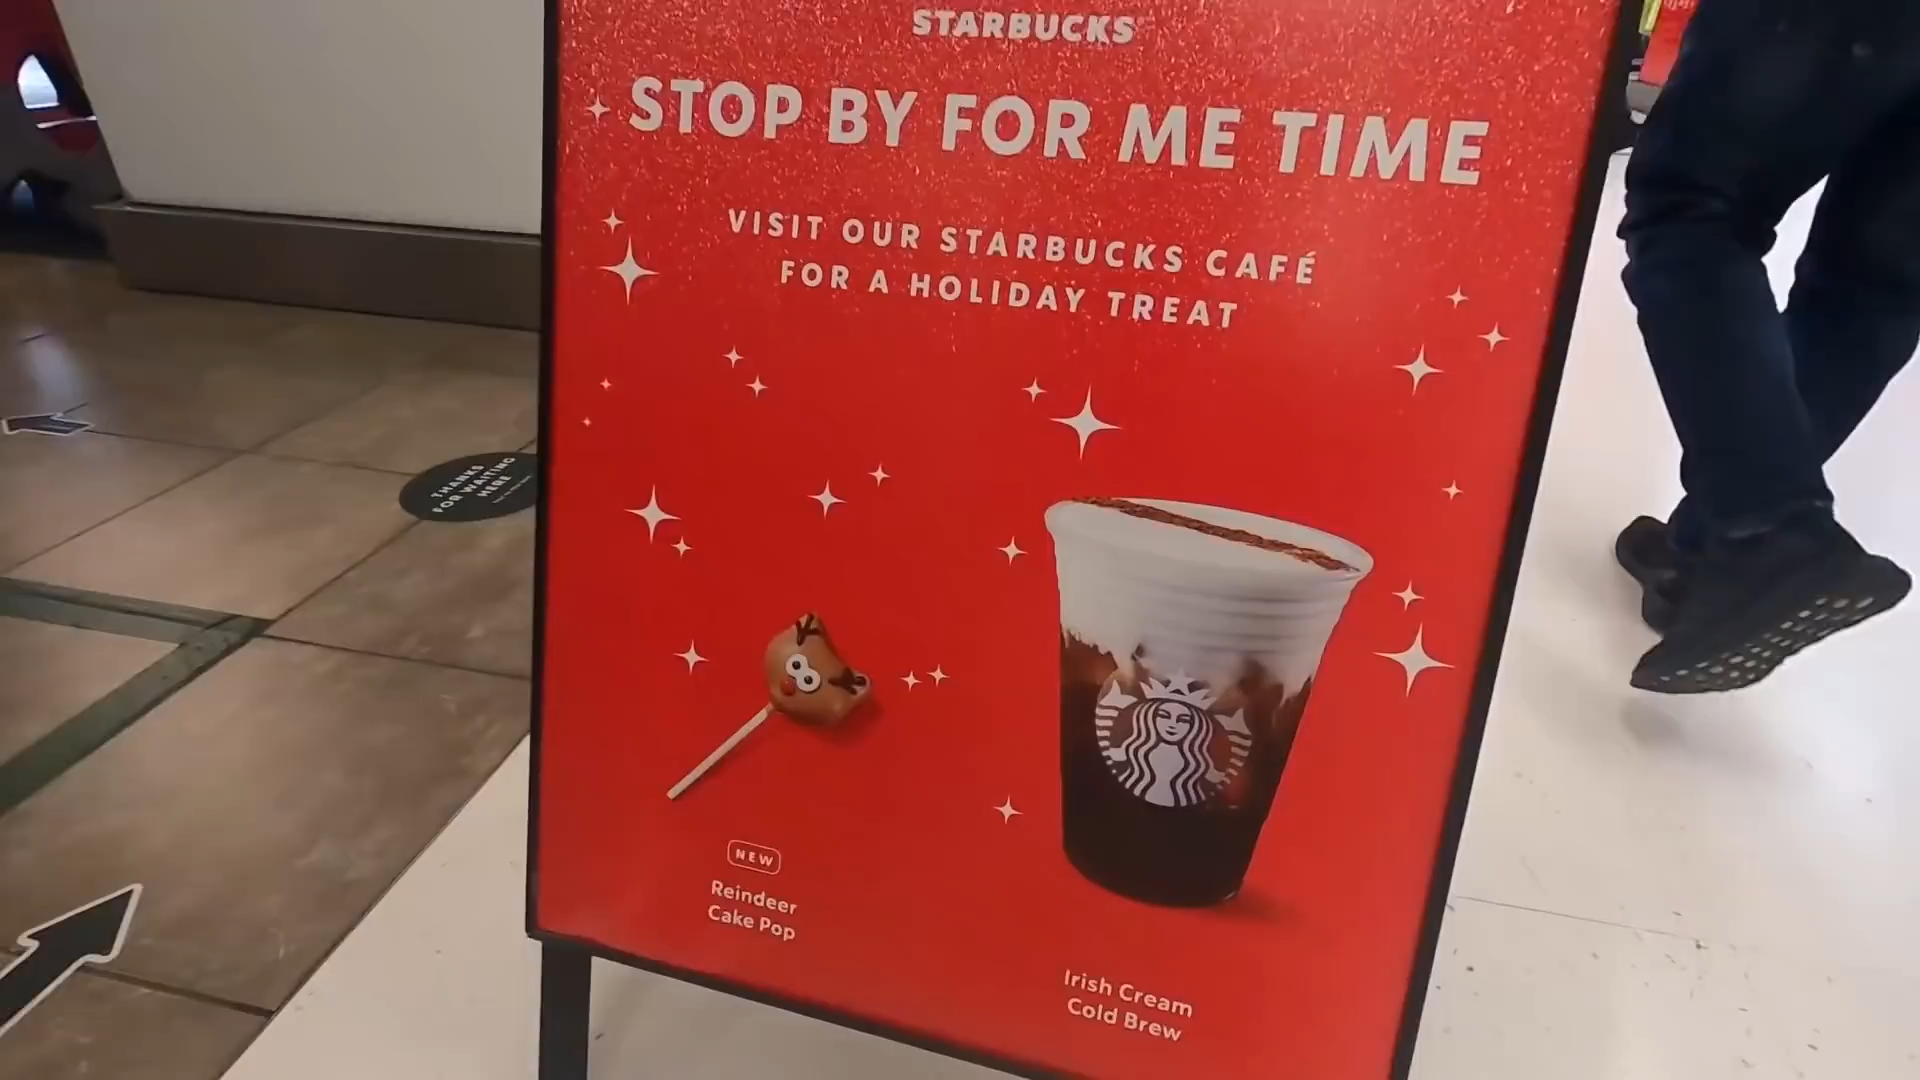 STARBUCKS
STOP BY FOR ME TIME
VISIT OUR STARBUCKS CAFÉ
FOR A HOLIDAY TREAT
THANKS
FOR WAITING
HERE
NEW
Reindeer
Cake Pop
Irish Cream
Cold Brew